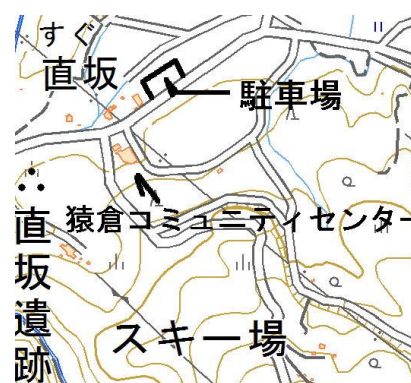 すぐ
直坂
駐車場
猿倉コミュニティセンター
直坂遺跡
スキー場